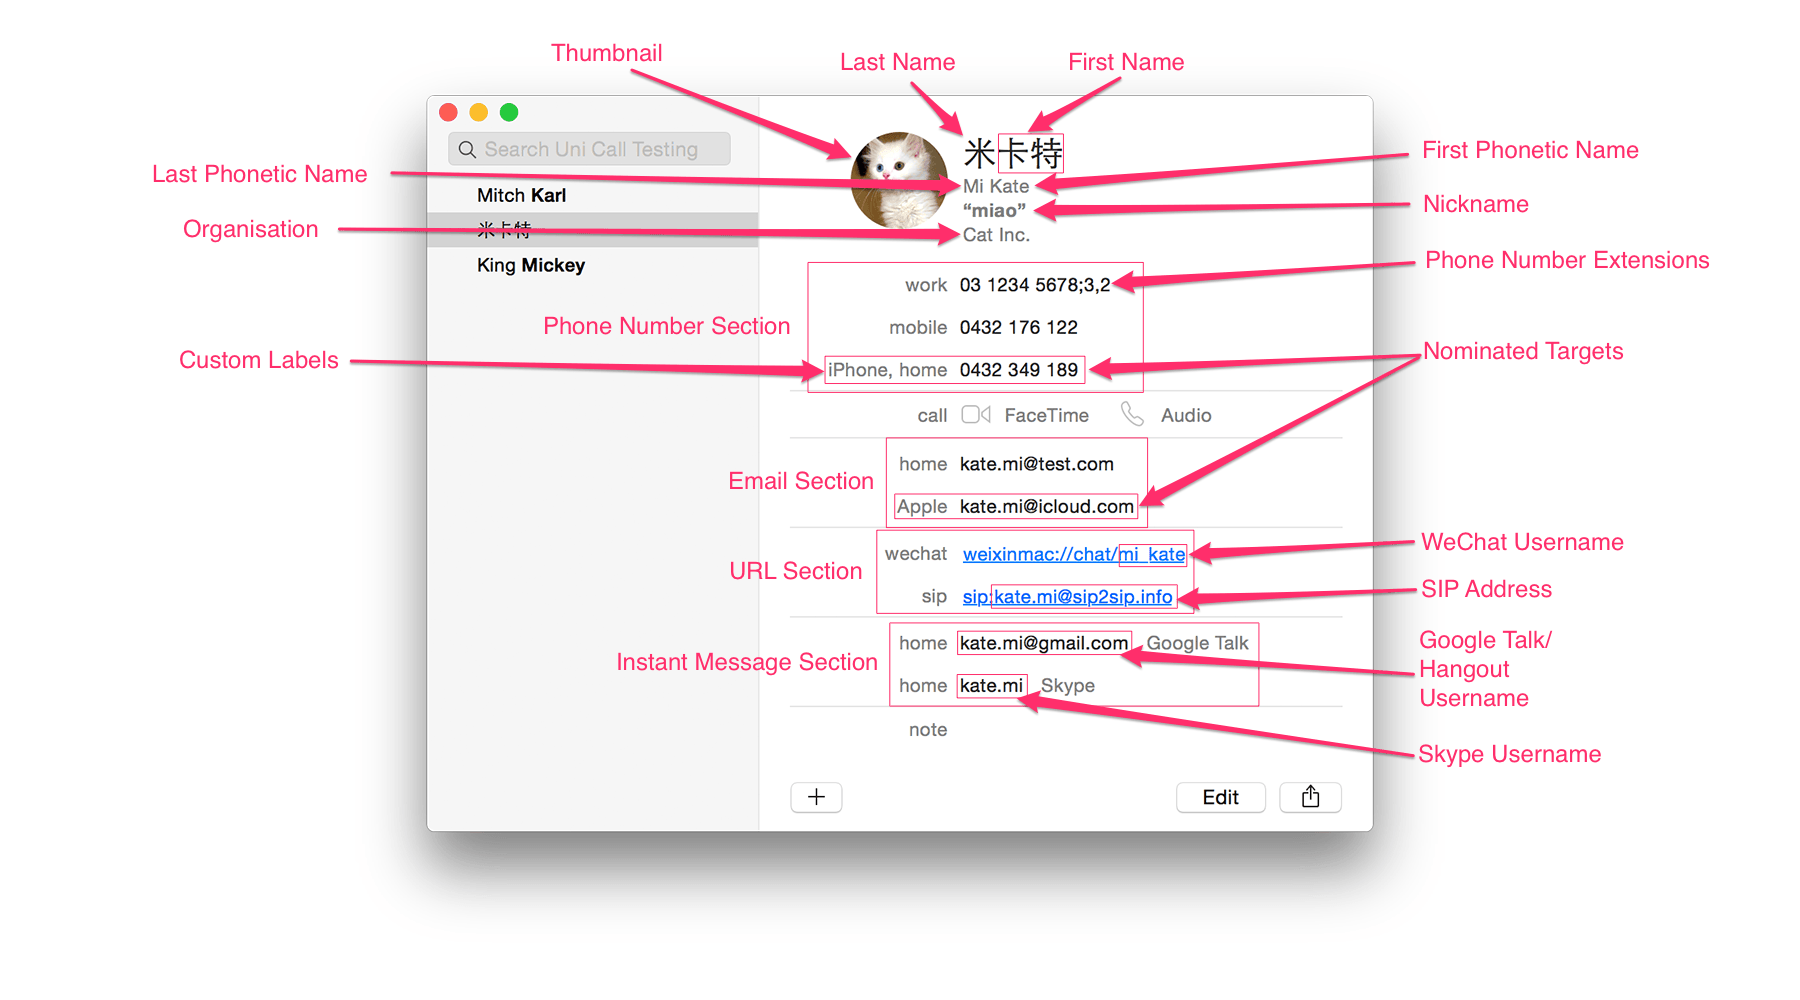 Thumbnail
Last Name
First Name
Search Uni Call Testing
米卡特
First Phonetic Name
Last Phonetic Name
Mi Kate
Mitch Karl
Nickname
“miao”
Organisation
米卡特
Cat Inc.
King Mickey
Phone Number Extensions
work 03 1234 5678;3,2
Phone Number Section
mobile 0432 176 122
Nominated Targets
Custom Labels
iPhone, home 0432 349 189
call FaceTime Audio
home kate.mi@test.com
Email Section
Apple kate.mi@icloud.com
WeChat Username
wechat weixinmac://chat/mi_kate
URL Section
SIP Address
sip sip:kate.mi@sip2sip.info
Google Talk/
Hangout
Username
home kate.mi@gmail.com Google Talk
Instant Message Section
home kate.mi Skype
note
Skype Username
Edit